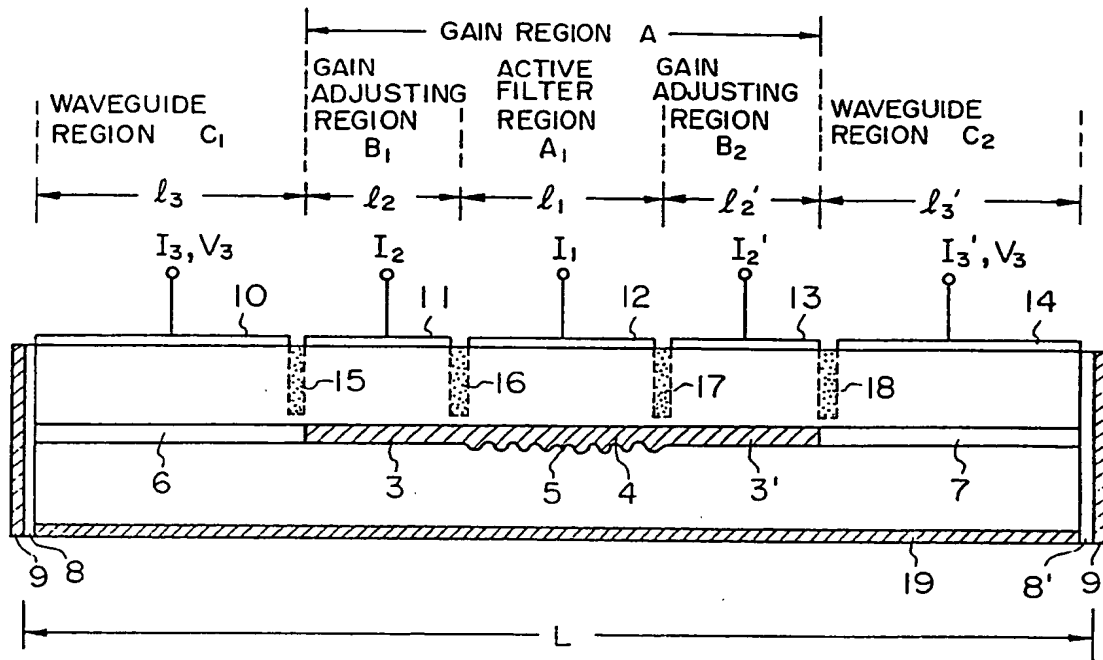 GAIN REGION A
WAVEGUIDE
REGION C₁
GAIN
ADJUSTING
REGION
B₁
ACTIVE
FILTER
REGION
A₁
GAIN
ADJUSTING
REGION
B₂
WAVEGUIDE
REGION C₂
ℓ₃ ℓ₂ ℓ₁ ℓ₂' ℓ₃'
I₃, V₃ I₂ I₁ I₂' I₃', V₃
10 11 12 13 14
15 16 17 18
6 3 5 4 3' 7
9 8 19 8' 9
L